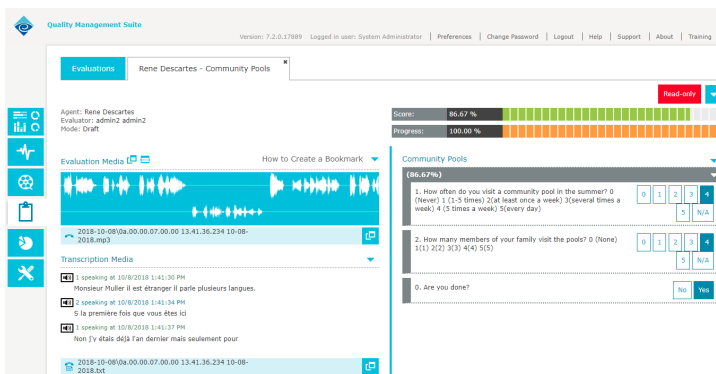 Quality Management Suite
Version: 7.2.0.17889 Logged in user: System Administrator | Preferences | Change Password | Logout | Help | Support | About | Training
Evaluations
Rene Descartes - Community Pools
Read-only
Agent: Rene Descartes
Evaluator: admin2 admin2
Mode: Draft
Score: 86.67 %
Progress: 100.00 %
Evaluation Media
How to Create a Bookmark
2018-10-08\0a.00.00.07.00.00 13.41.36.234 10-08-
2018.mp3
Transcription Media
1 speaking at 10/8/2018 1:41:30 PM
Monsieur Muller il est étranger il parle plusieurs langues.
2 speaking at 10/8/2018 1:41:34 PM
S la première fois que vous êtes ici
1 speaking at 10/8/2018 1:41:37 PM
Non j'y étais déjà l'an dernier mais seulement pour
2018-10-08\0a.00.00.07.00.00 13.41.36.234 10-08-
2018.txt
Community Pools
(86.67%)
1. How often do you visit a community pool in the summer? 0
(Never) 1 (1-5 times) 2(at least once a week) 3(several times a
week) 4 (5 times a week) 5(every day)
0 1 2 3 4
5 N/A
2. How many members of your family visit the pools? 0 (None)
1(1) 2(2) 3(3) 4(4) 5(5)
0 1 2 3 4
5 N/A
0. Are you done?
No Yes